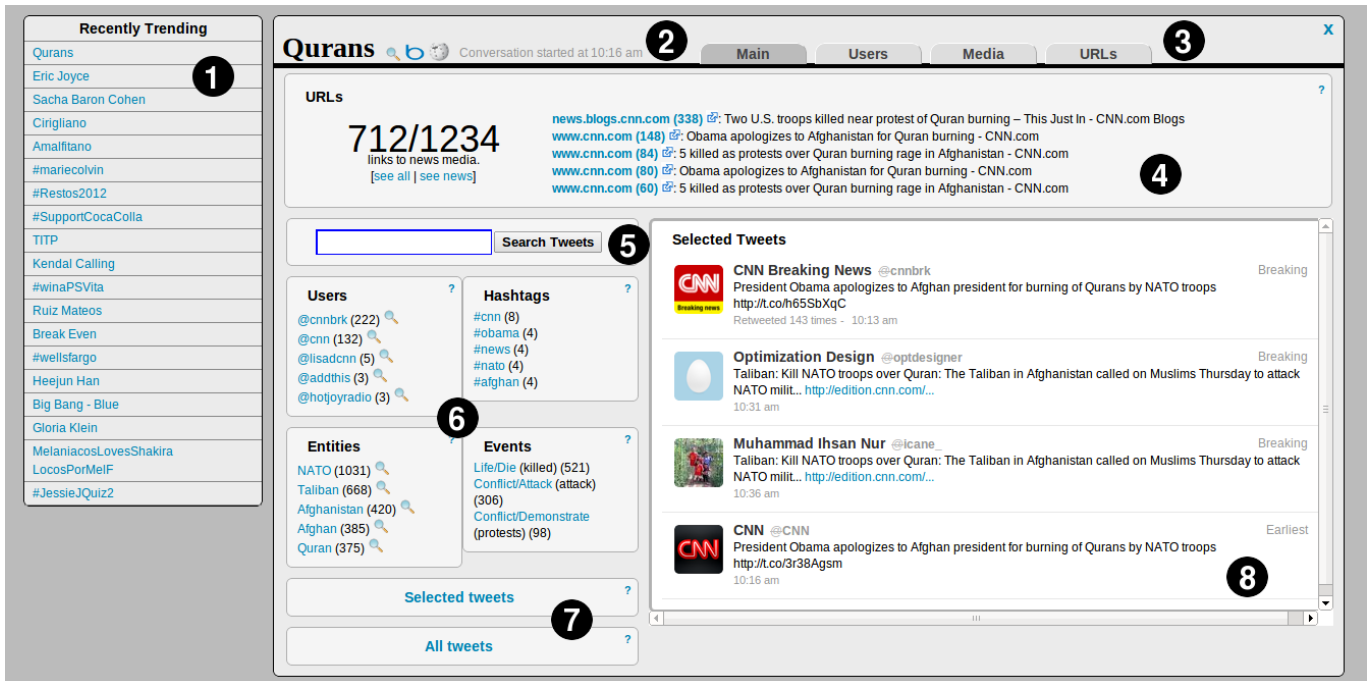 Recently Trending
Qurans
Eric Joyce
Sacha Baron Cohen
Cirigliano
Amalfitano
#mariecolvin
#Restos2012
#SupportCocaColla
TITP
Kendal Calling
#winaPSVita
Ruiz Mateos
Break Even
#wellsfargo
Heejun Han
Big Bang - Blue
Gloria Klein
MelaniacosLovesShakira
LocosPorMelF
#JessieJQuiz2
1
Qurans Conversation started at 10:16 am
2
Main Users Media URLs
3
x
URLs
?
712/1234
links to news media.
[see all | see news]
news.blogs.cnn.com (338) : Two U.S. troops killed near protest of Quran burning – This Just In - CNN.com Blogs
www.cnn.com (148) : Obama apologizes to Afghanistan for Quran burning - CNN.com
www.cnn.com (84) : 5 killed as protests over Quran burning rage in Afghanistan - CNN.com
www.cnn.com (80) : Obama apologizes to Afghanistan for Quran burning - CNN.com
www.cnn.com (60) : 5 killed as protests over Quran burning rage in Afghanistan - CNN.com
4
Search Tweets
5
Users
?
@cnnbrk (222)
@cnn (132)
@lisadcnn (5)
@addthis (3)
@hotjoyradio (3)
Hashtags
?
#cnn (8)
#obama (4)
#news (4)
#nato (4)
#afghan (4)
6
Entities
?
NATO (1031)
Taliban (668)
Afghanistan (420)
Afghan (385)
Quran (375)
Events
?
Life/Die (killed) (521)
Conflict/Attack (attack)
(306)
Conflict/Demonstrate
(protests) (98)
Selected tweets
?
7
All tweets
?
Selected Tweets
CNN
Breaking news
CNN Breaking News @cnnbrk Breaking
President Obama apologizes to Afghan president for burning of Qurans by NATO troops
http://t.co/h65SbXqC
Retweeted 143 times - 10:13 am
Optimization Design @optdesigner Breaking
Taliban: Kill NATO troops over Quran: The Taliban in Afghanistan called on Muslims Thursday to attack
NATO milit... http://edition.cnn.com/...
10:31 am
Muhammad Ihsan Nur @icane_ Breaking
Taliban: Kill NATO troops over Quran: The Taliban in Afghanistan called on Muslims Thursday to attack
NATO milit... http://edition.cnn.com/...
10:36 am
CNN
CNN @CNN Earliest
President Obama apologizes to Afghan president for burning of Qurans by NATO troops
http://t.co/3r38Agsm
10:16 am
8